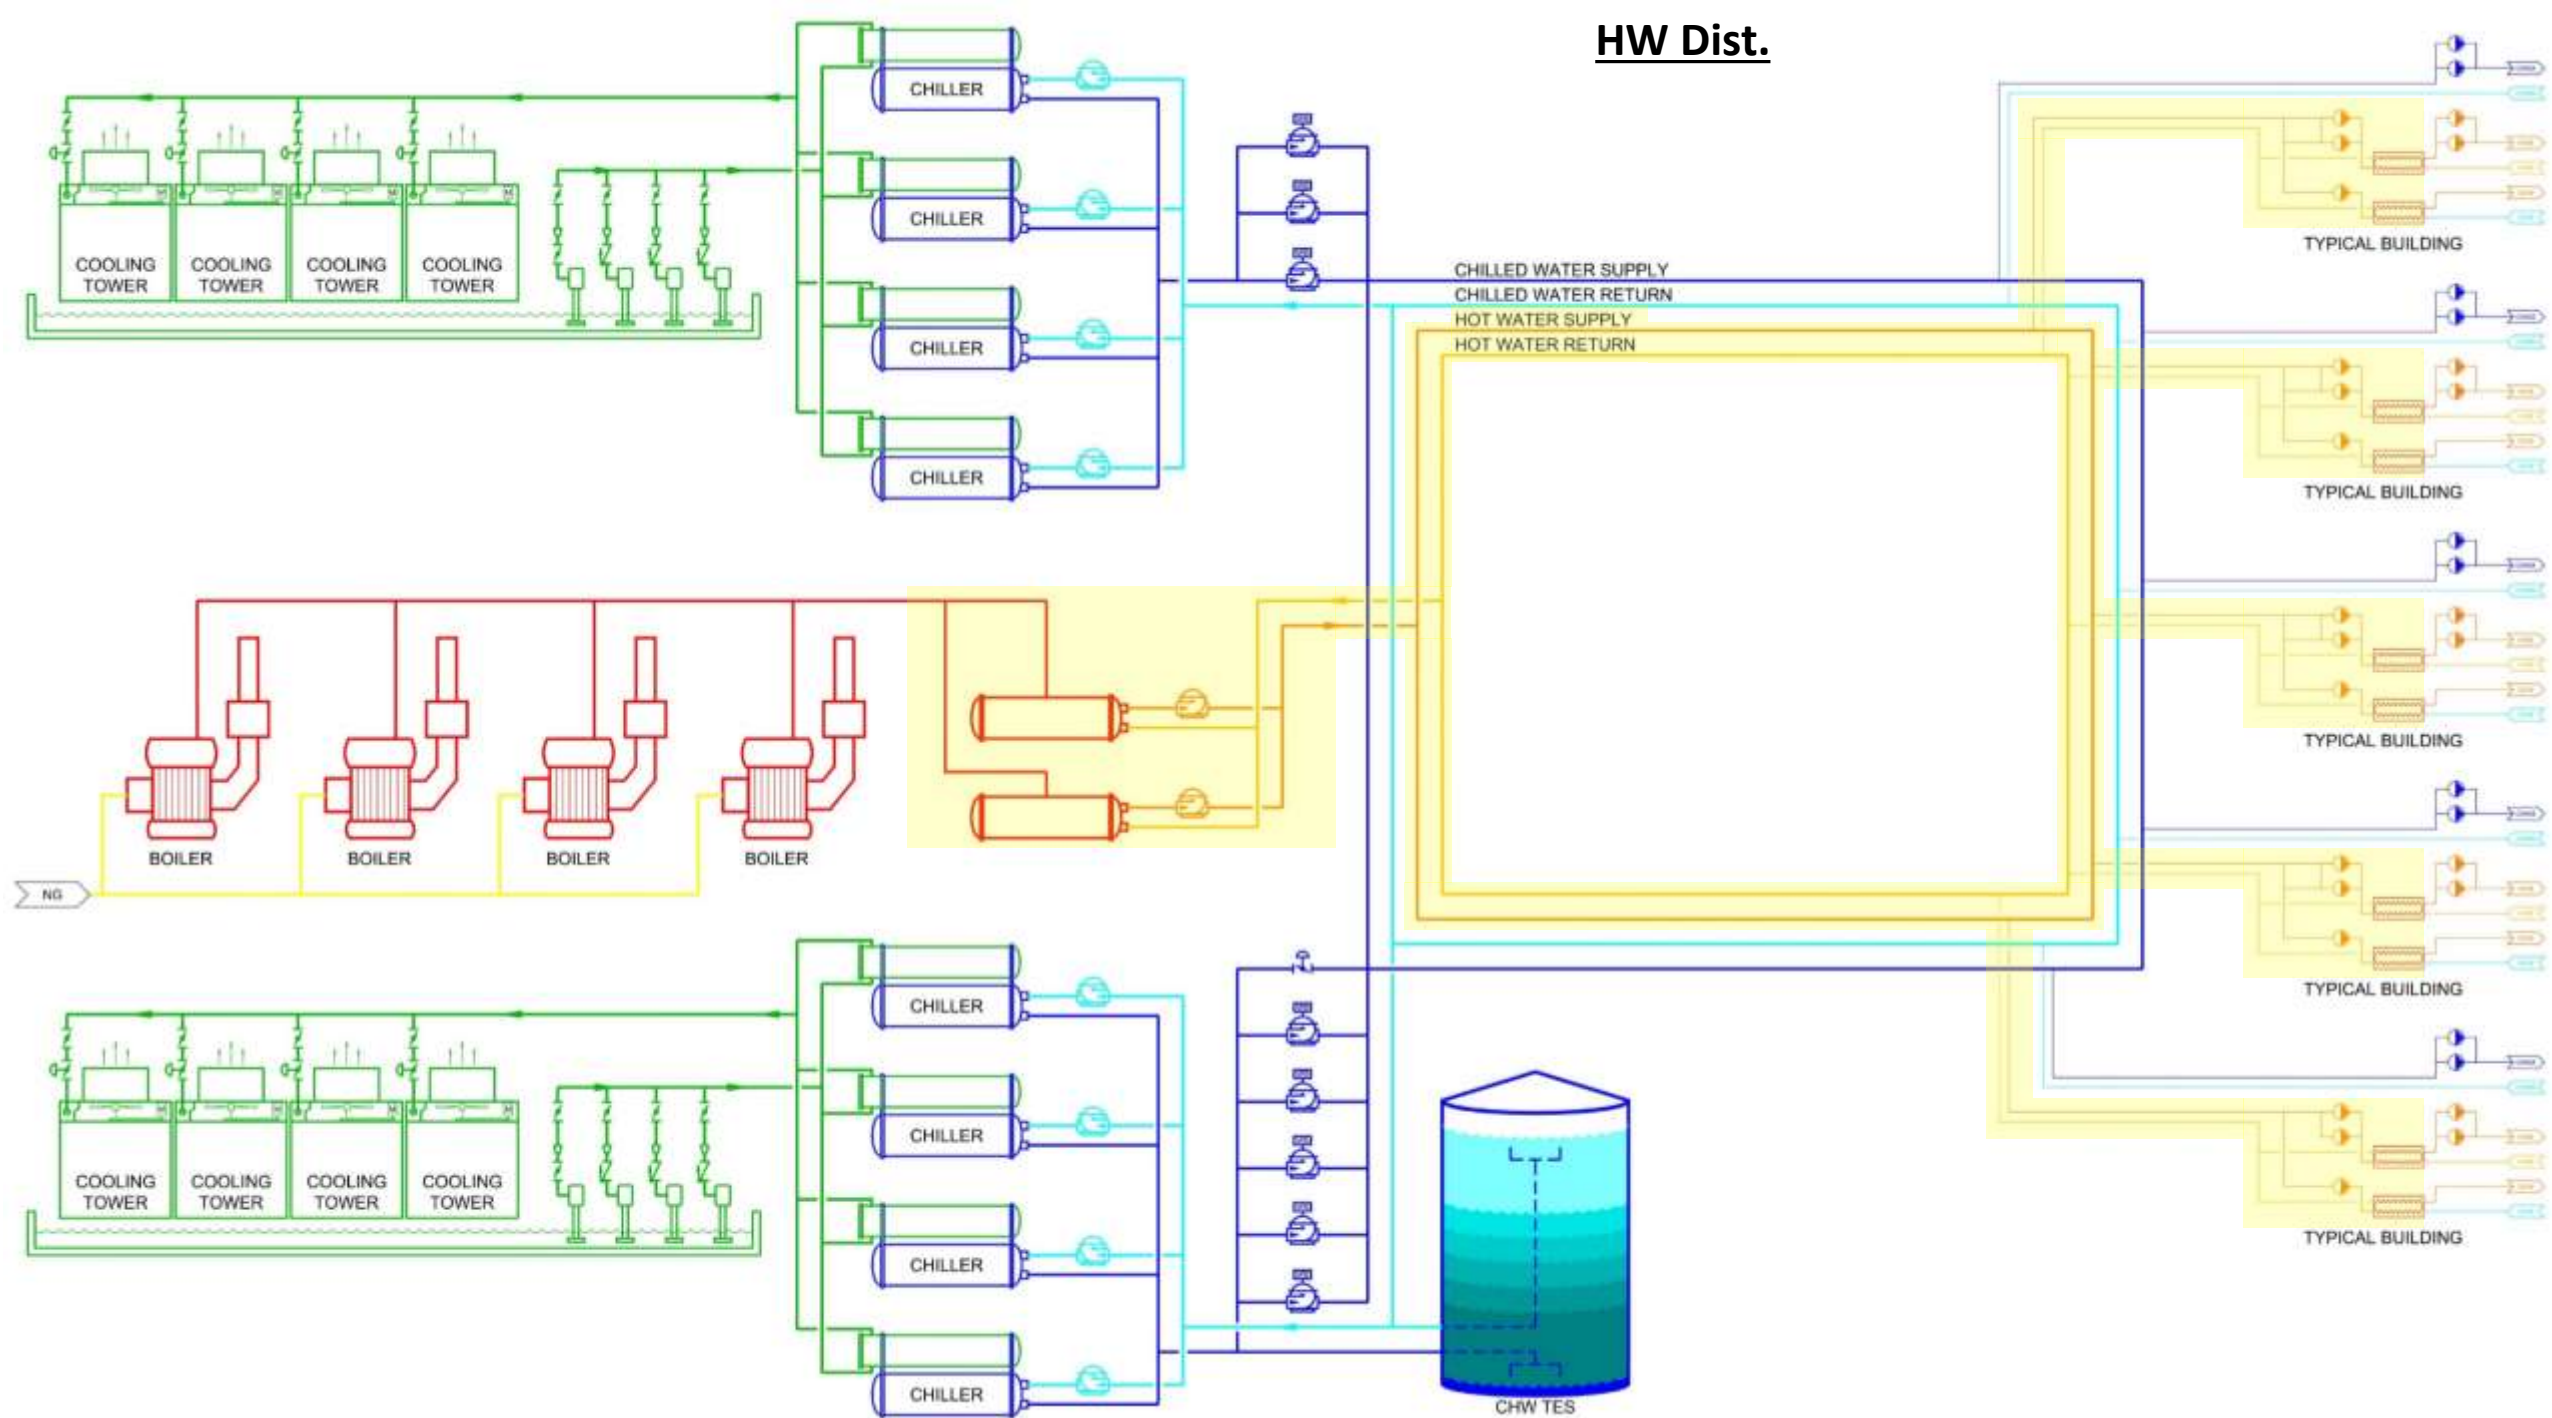 HW Dist.
CHILLER
COOLING
TOWER
COOLING
TOWER
COOLING
TOWER
COOLING
TOWER
CHILLER
CHILLER
CHILLER
CHILLED WATER SUPPLY
CHILLED WATER RETURN
HOT WATER SUPPLY
HOT WATER RETURN
TYPICAL BUILDING
TYPICAL BUILDING
TYPICAL BUILDING
TYPICAL BUILDING
TYPICAL BUILDING
BOILER
BOILER
BOILER
BOILER
NG
CHILLER
COOLING
TOWER
COOLING
TOWER
COOLING
TOWER
COOLING
TOWER
CHILLER
CHILLER
CHILLER
CHW TES